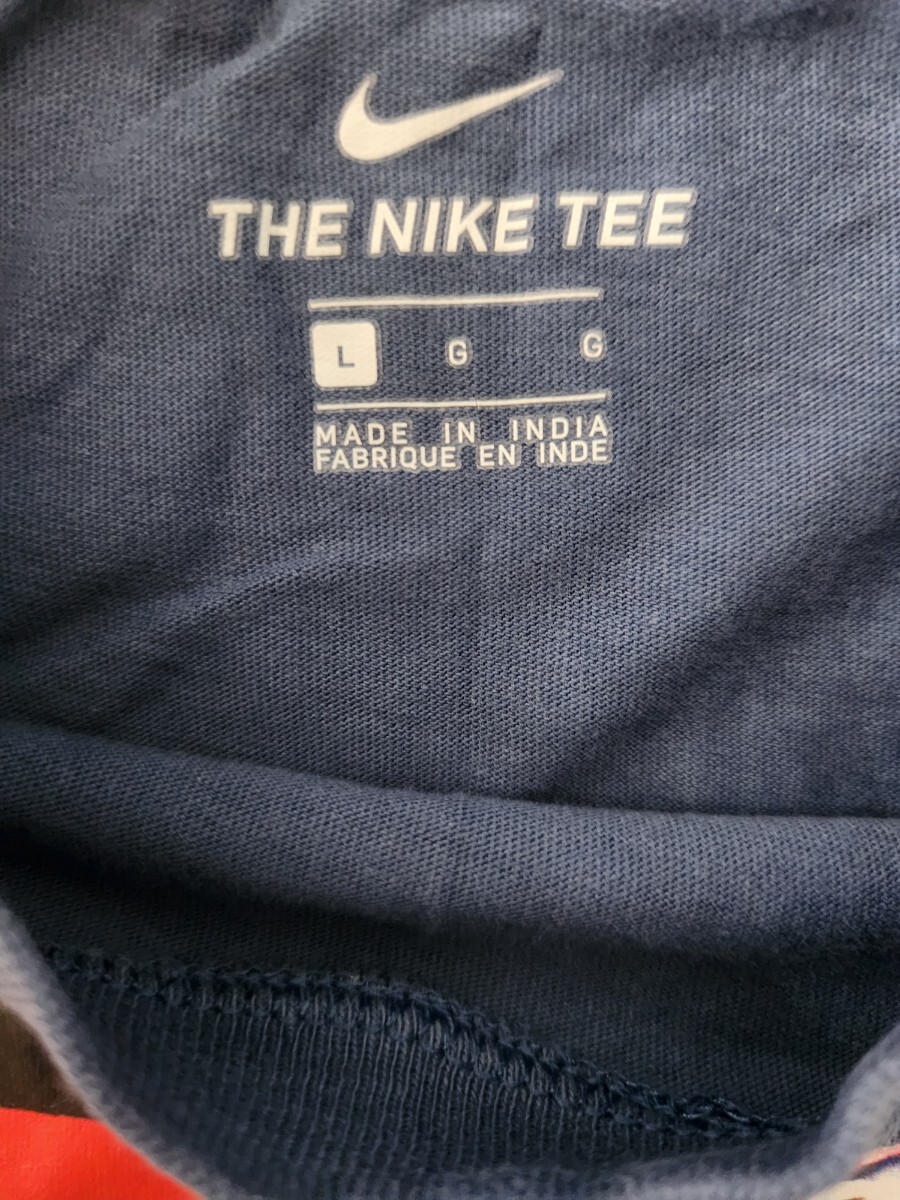 THE NIKE TEE
L G G
MADE IN INDIA
FABRIQUE EN INDE